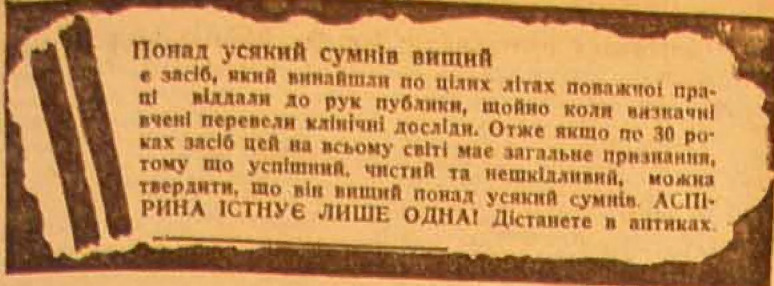 Понад усякий сумнів вищий
є засіб, який винайшли по цілих літах поважної пра-
ці віддали до рук публики, щойно коли визначні
вчені перевели клінічні досліди. Отже якщо по 30 ро-
ках засіб цей на всьому світі має загальне признання,
тому що успішний, чистий та нешкідливий, можна
твердити, що він вищий понад усякий сумнів. АСПІ-
РИНА ІСТНУЄ ЛИШЕ ОДНА! Дістанете в аптиках.